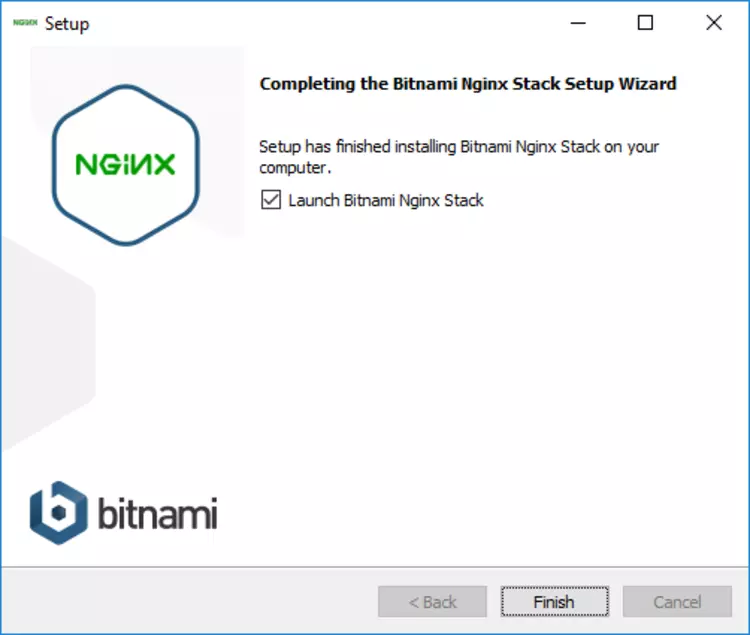 NGiNX Setup
Completing the Bitnami Nginx Stack Setup Wizard
NGiNX
Setup has finished installing Bitnami Nginx Stack on your
computer.
Launch Bitnami Nginx Stack
bitnami
< Back
Finish
Cancel